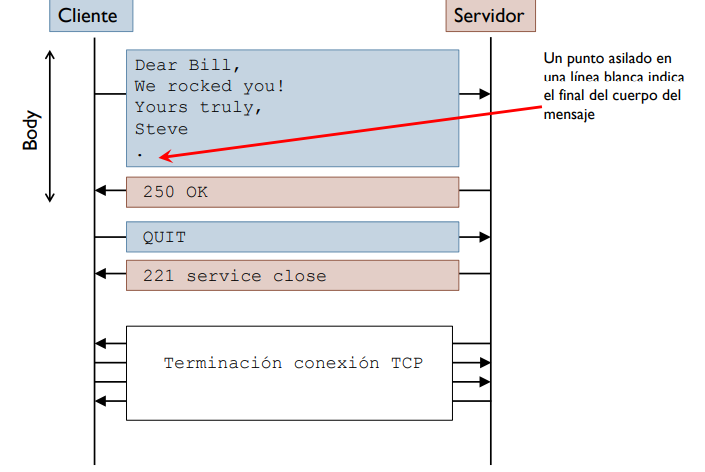 Cliente
Servidor
Body
Dear Bill,
We rocked you!
Yours truly,
Steve
.
Un punto asilado en
una línea blanca indica
el final del cuerpo del
mensaje
250 OK
QUIT
221 service close
Terminación conexión TCP